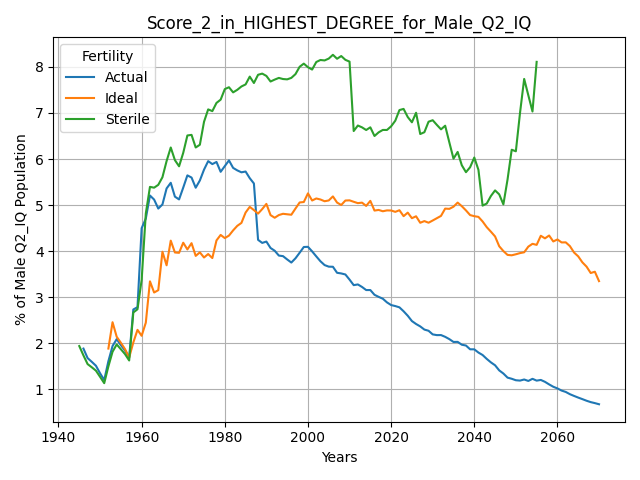 Score_2_in_HIGHEST_DEGREE_for_Male_Q2_IQ
Fertility
Actual
Ideal
Sterile
% of Male Q2_IQ Population
8
7
6
5
4
3
2
1
1940 1960 1980 2000 2020 2040 2060
Years